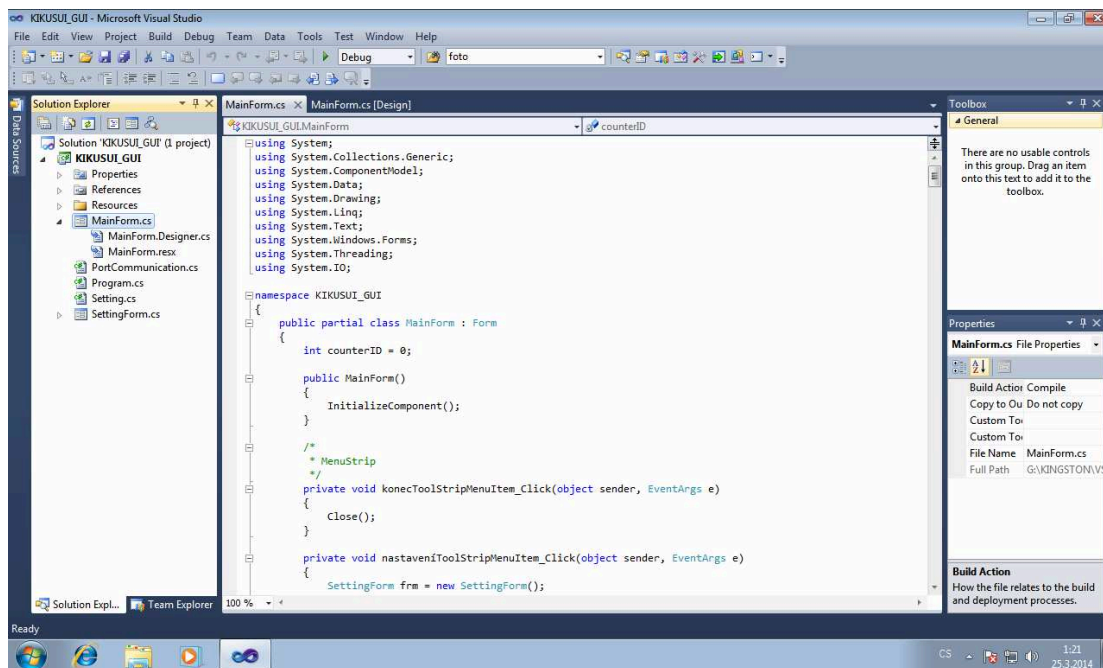 KIKUSUI_GUI - Microsoft Visual Studio
File Edit View Project Build Debug Team Data Tools Test Window Help
Debug foto
Data Sources
Solution Explorer
Solution 'KIKUSUI_GUI' (1 project)
KIKUSUI_GUI
Properties
References
Resources
MainForm.cs
MainForm.Designer.cs
MainForm.resx
PortCommunication.cs
Program.cs
Setting.cs
SettingForm.cs
Solution Expl... Team Explorer
MainForm.cs MainForm.cs [Design]
KIKUSUI_GUI.MainForm counterID
using System;
using System.Collections.Generic;
using System.ComponentModel;
using System.Data;
using System.Drawing;
using System.Linq;
using System.Text;
using System.Windows.Forms;
using System.Threading;
using System.IO;
namespace KIKUSUI_GUI
{
public partial class MainForm : Form
{
int counterID = 0;
public MainForm()
{
InitializeComponent();
}
/*
* MenuStrip
*/
private void konecToolStripMenuItem_Click(object sender, EventArgs e)
{
Close();
}
private void nastaveníToolStripMenuItem_Click(object sender, EventArgs e)
{
SettingForm frm = new SettingForm();
100 %
Toolbox
General
There are no usable controls
in this group. Drag an item
onto this text to add it to the
toolbox.
Properties
MainForm.cs File Properties
Build Action Compile
Copy to Ou Do not copy
Custom To
Custom To
File Name MainForm.cs
Full Path G:\KINGSTON\VS
Build Action
How the file relates to the build
and deployment processes.
Ready
CS 1:21
25.3.2014